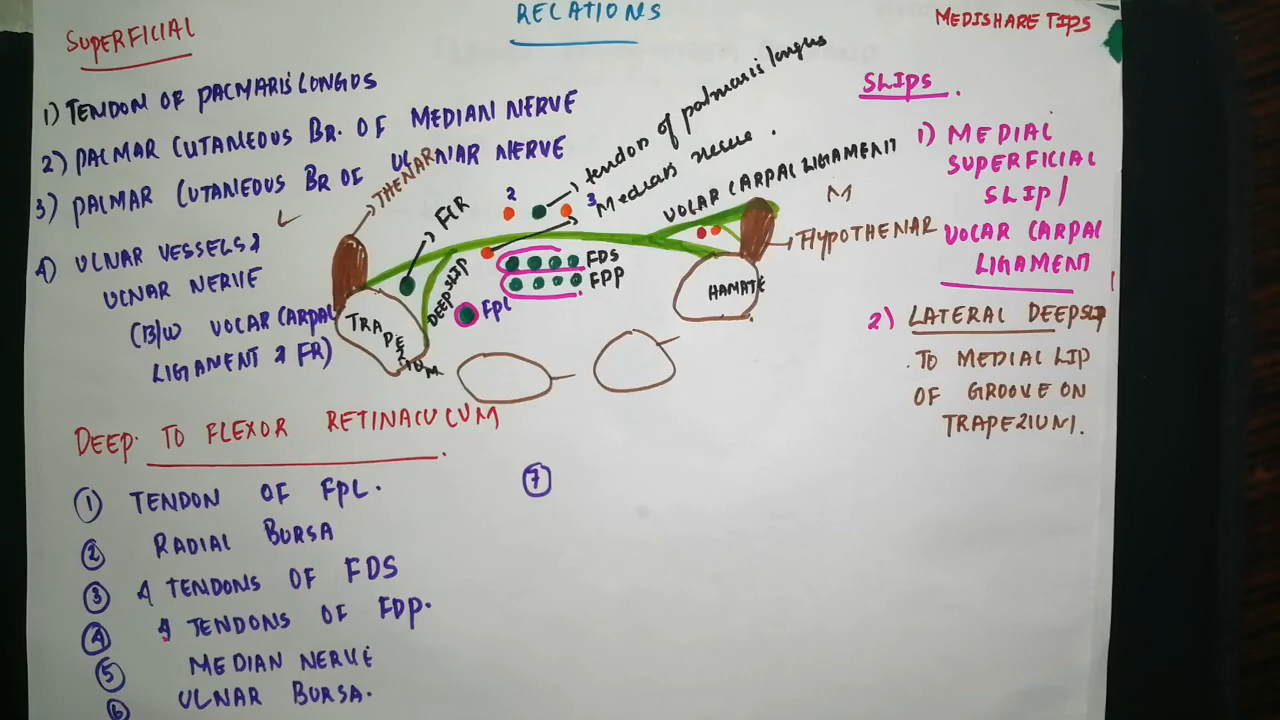 RELATIONS
MEDISHARE TIPS
SUPERFICIAL
1) TENDON OF PALMARIS LONGUS
2) PALMAR CUTANEOUS BR. OF MEDIAN NERVE
3) PALMAR CUTANEOUS BR OF ULNAR NERVE
4) ULNAR VESSELS &
ULNAR NERVE
(B/W VOLAR CARPAL
LIGAMENT & FR)
THENAR
FCR
2
3
tendon of palmaris longus
Median nerve.
VOLAR CARPAL LIGAMENT
M
HYPOTHENAR
DEEP SLIP
FDS
FPP
FPL
TRAPEZIUM
HAMATE
SLIPS.
1) MEDIAL
SUPERFICIAL
SLIP/
VOLAR CARPAL
LIGAMENT
2) LATERAL DEEP SLIP
TO MEDIAL LIP
OF GROOVE ON
TRAPEZIUM.
DEEP. TO FLEXOR RETINACULUM
1 TENDON OF FPL.
2 RADIAL BURSA
3 4 TENDONS OF FDS
4 4 TENDONS OF FDP.
5 MEDIAN NERVE
6 ULNAR BURSA.
7